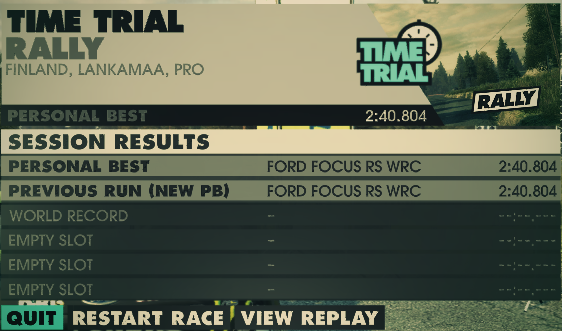 TIME TRIAL
RALLY
FINLAND, LANKAMAA, PRO
TIME TRIAL
RALLY
PERSONAL BEST 2:40.804
SESSION RESULTS
PERSONAL BEST FORD FOCUS RS WRC 2:40.804
PREVIOUS RUN (NEW PB) FORD FOCUS RS WRC 2:40.804
WORLD RECORD – --:--.---
EMPTY SLOT – --:--.---
EMPTY SLOT – --:--.---
EMPTY SLOT – --:--.---
QUIT RESTART RACE VIEW REPLAY